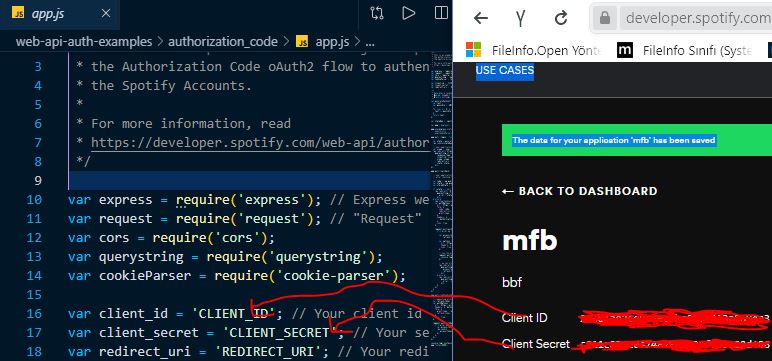 app.js
developer.spotify.com
FileInfo.Open Yönte
FileInfo Sınıfı (Syste
web-api-auth-examples > authorization_code > app.js > ...
USE CASES
3 * the Authorization Code oAuth2 flow to authen
4 * the Spotify Accounts.
5 *
6 * For more information, read
7 * https://developer.spotify.com/web-api/author
8 */
9
10 var express = require('express'); // Express we
11 var request = require('request'); // "Request"
12 var cors = require('cors');
13 var querystring = require('querystring');
14 var cookieParser = require('cookie-parser');
15
16 var client_id = 'CLIENT_ID'; // Your client id
17 var client_secret = 'CLIENT_SECRET'; // Your se
18 var redirect_uri = 'REDIRECT_URI'; // Your redi
The data for your application 'mfb' has been saved
← BACK TO DASHBOARD
mfb
bbf
Client ID
Client Secret